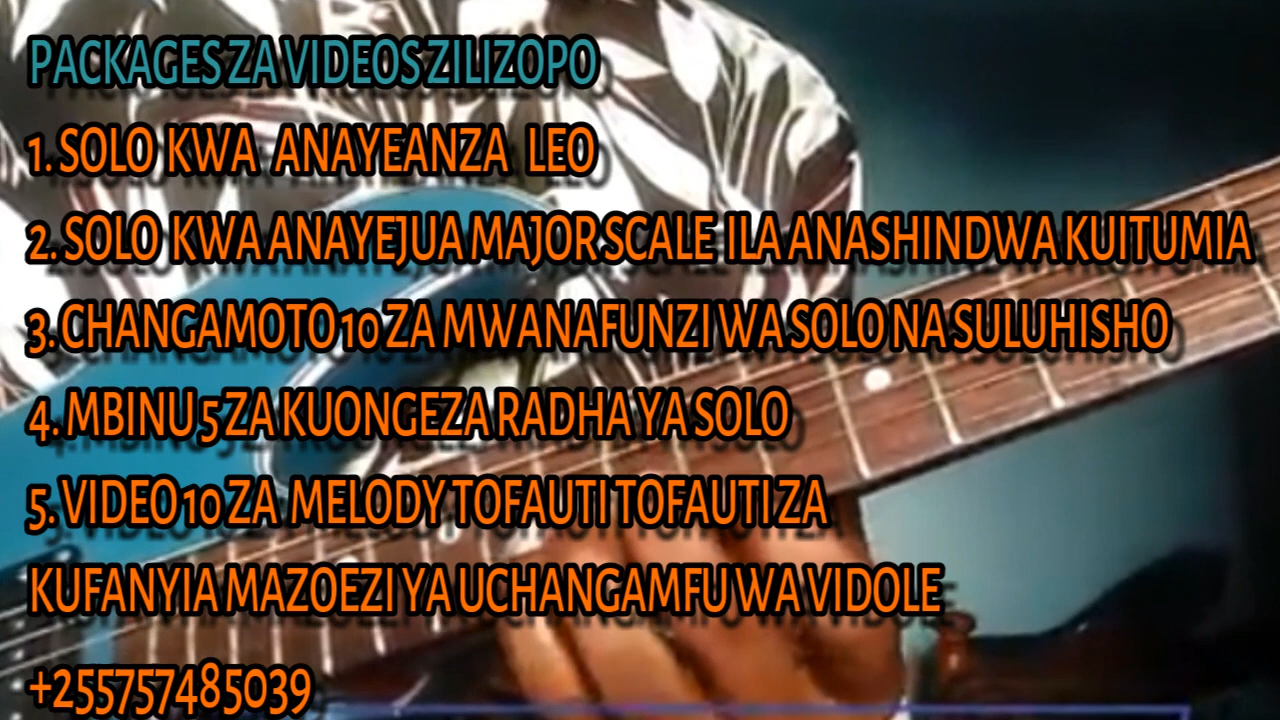 PACKAGES ZA VIDEOS ZILIZOPO
1. SOLO KWA ANAYEANZA LEO
2. SOLO KWA ANAYEJUA MAJOR SCALE ILA ANASHINDWA KUITUMIA
3. CHANGAMOTO 10 ZA MWANAFUNZI WA SOLO NA SULUHISHO
4. MBINU 5 ZA KUONGEZA RADHA YA SOLO
5. VIDEO 10 ZA MELODY TOFAUTI TOFAUTI ZA
KUFANYIA MAZOEZI YA UCHANGAMFU WA VIDOLE
+255757485039